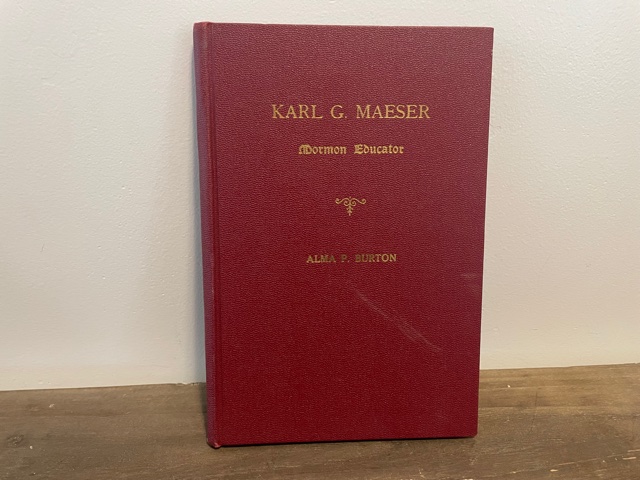 KARL G. MAESER
Mormon Educator
ALMA P. BURTON